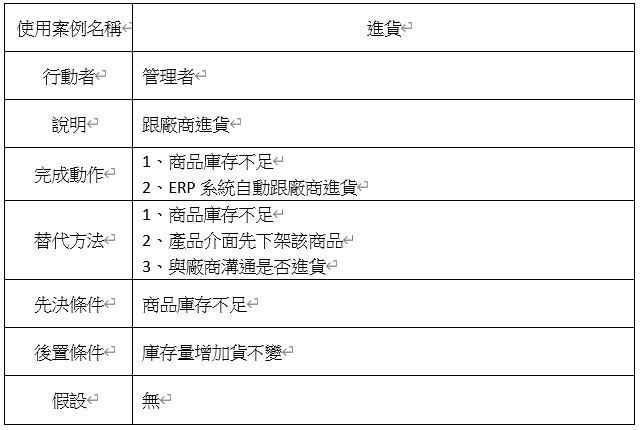 使用案例名稱 進貨
行動者 管理者
說明 跟廠商進貨
完成動作 1、商品庫存不足
2、ERP 系統自動跟廠商進貨
替代方法 1、商品庫存不足
2、產品介面先下架該商品
3、與廠商溝通是否進貨
先決條件 商品庫存不足
後置條件 庫存量增加貨不變
假設 無